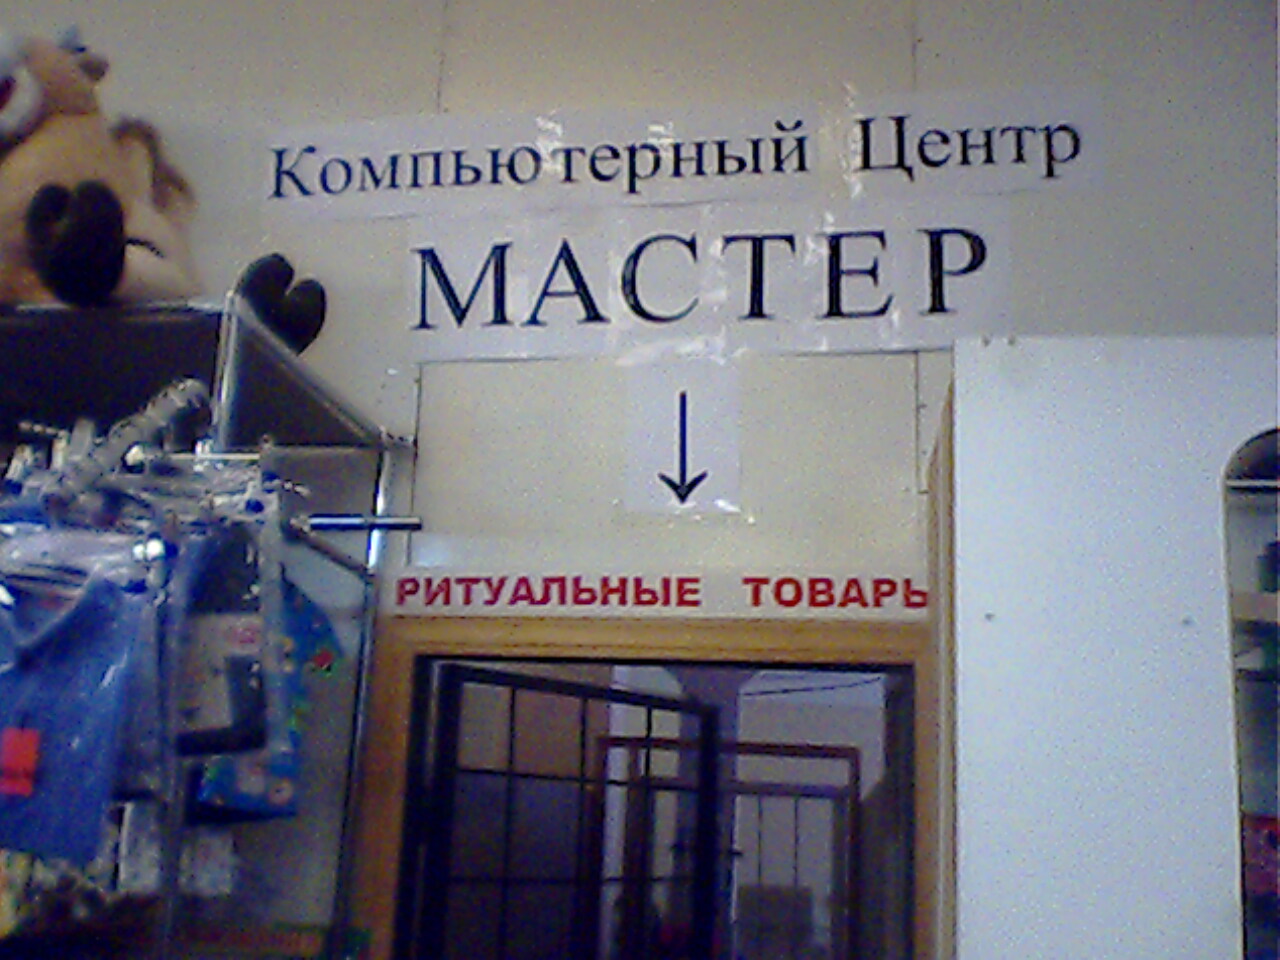 Компьютерный Центр
МАСТЕР
РИТУАЛЬНЫЕ ТОВАРЫ